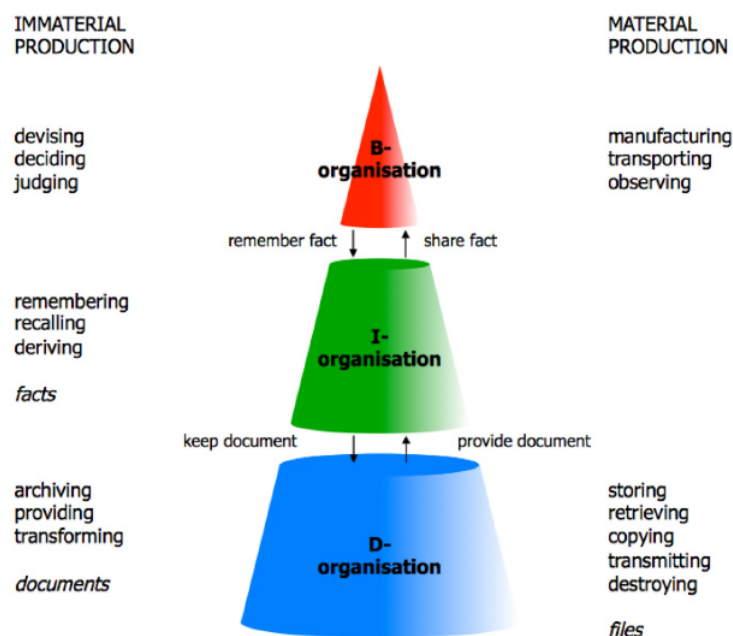 IMMATERIAL
PRODUCTION
MATERIAL
PRODUCTION
devising
deciding
judging
B-
organisation
manufacturing
transporting
observing
remember fact
share fact
remembering
recalling
deriving
facts
I-
organisation
keep document
provide document
archiving
providing
transforming
documents
D-
organisation
storing
retrieving
copying
transmitting
destroying
files